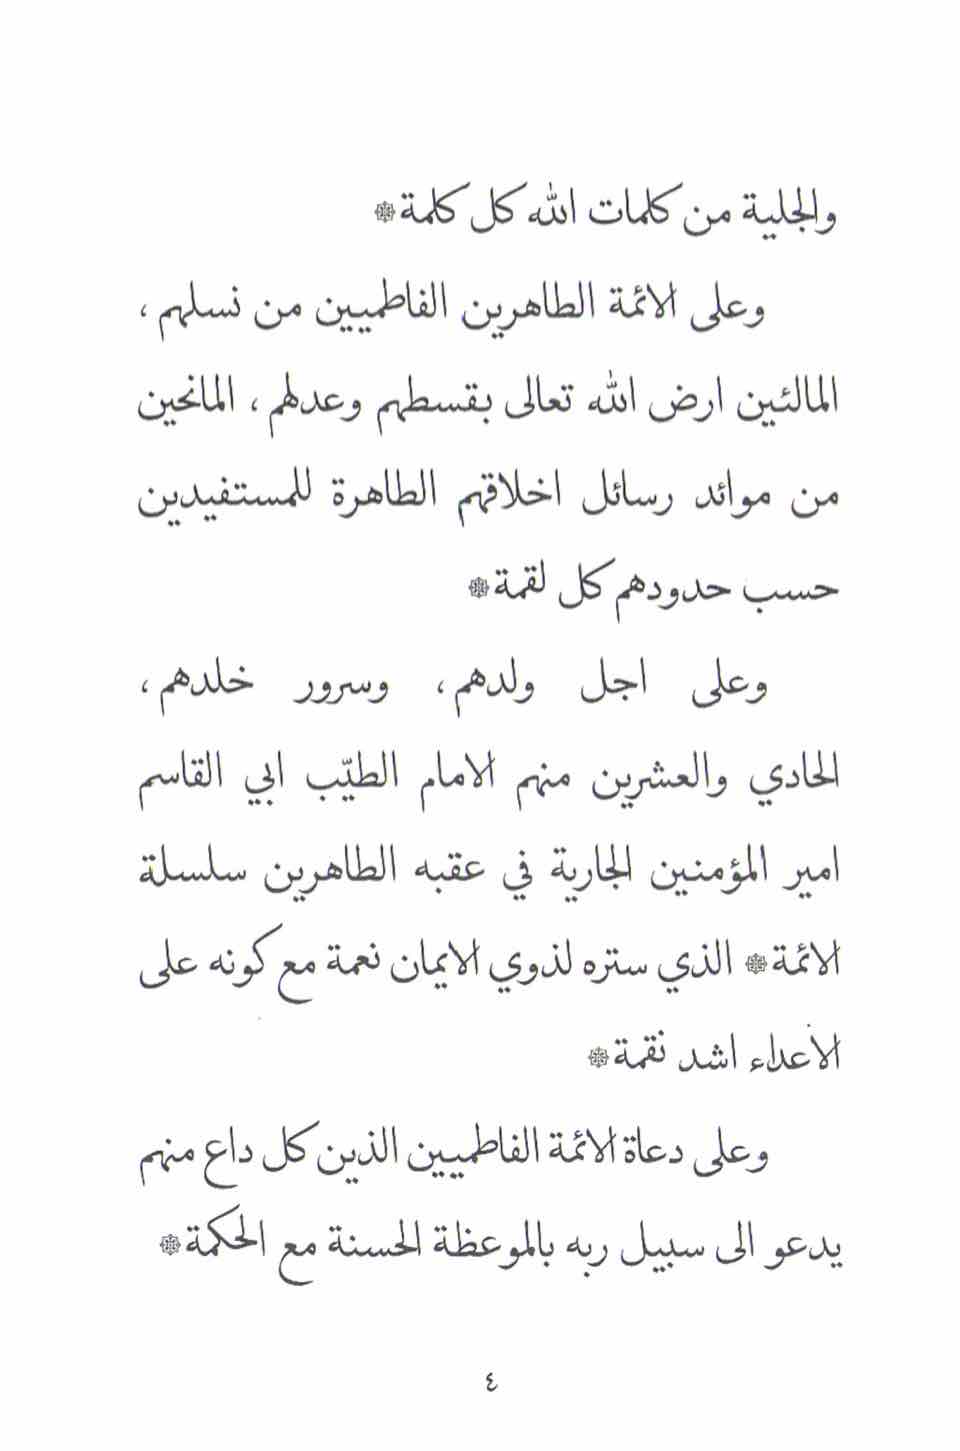 والجلية من كلمات الله كل كلمة❁
وعلى الائمة الطاهرين الفاطميين من نسلهم ،
المالئين ارض الله تعالى بقسطهم وعدلهم ، المانحين
من موائد رسائل اخلاقهم الطاهرة للمستفيدين
حسب حدودهم كل لقمة❁
وعلى اجل ولدهم، وسرور خلدهم،
الحادي والعشرين منهم الامام الطيّب ابي القاسم
امير المؤمنين الجارية في عقبه الطاهرين سلسلة
الائمة❁ الذي ستره لذوي الايمان نعمة مع كونه على
الأعداء اشد نقمة❁
وعلى دعاة الائمة الفاطميين الذين كل داع منهم
يدعو الى سبيل ربه بالموعظة الحسنة مع الحكمة❁
٤